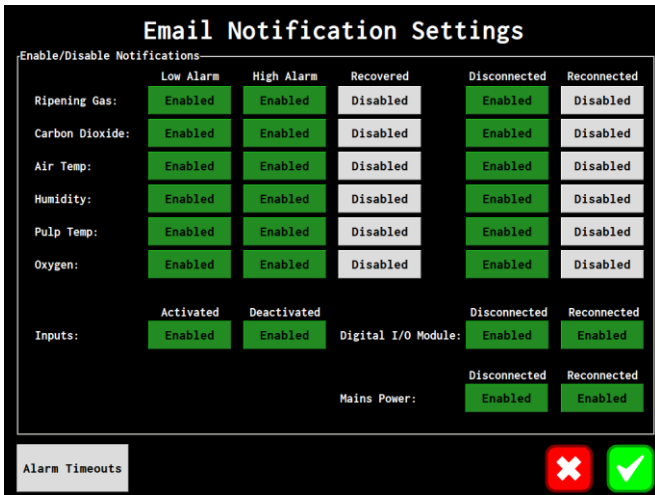 Email Notification Settings
Enable/Disable Notifications
Low Alarm High Alarm Recovered Disconnected Reconnected
Ripening Gas: Enabled Enabled Disabled Enabled Disabled
Carbon Dioxide: Enabled Enabled Disabled Enabled Disabled
Air Temp: Enabled Enabled Disabled Enabled Disabled
Humidity: Enabled Enabled Disabled Enabled Disabled
Pulp Temp: Enabled Enabled Disabled Enabled Disabled
Oxygen: Enabled Enabled Disabled Enabled Disabled
Activated Deactivated Disconnected Reconnected
Inputs: Enabled Enabled Digital I/O Module: Enabled Enabled
Disconnected Reconnected
Mains Power: Enabled Enabled
Alarm Timeouts